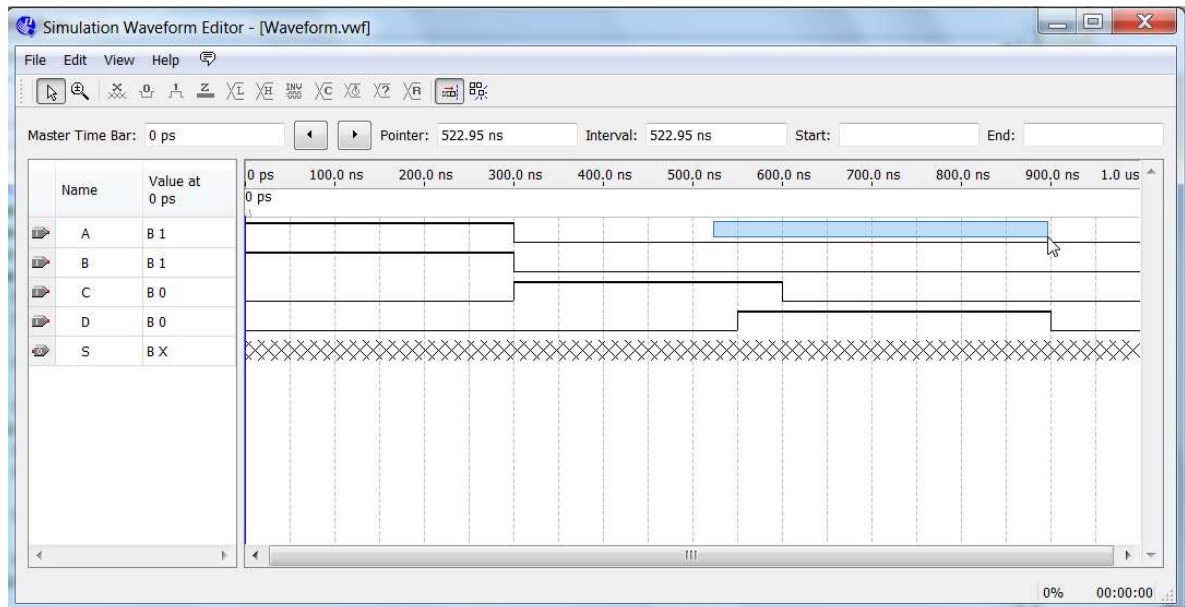 Simulation Waveform Editor - [Waveform.vwf]
File Edit View Help
Master Time Bar: 0 ps Pointer: 522.95 ns Interval: 522.95 ns Start: End:
Name Value at 0 ps
0 ps 100.0 ns 200.0 ns 300.0 ns 400.0 ns 500.0 ns 600.0 ns 700.0 ns 800.0 ns 900.0 ns 1.0 us
0 ps
A B 1
B B 1
C B 0
D B 0
S B X
0% 00:00:00